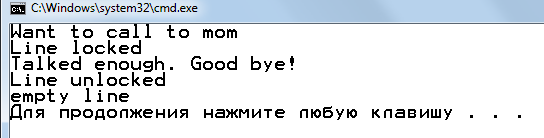 C:\Windows\system32\cmd.exe
Want to call to mom
Line locked
Talked enough. Good bye!
Line unlocked
empty line
Для продолжения нажмите любую клавишу . . .